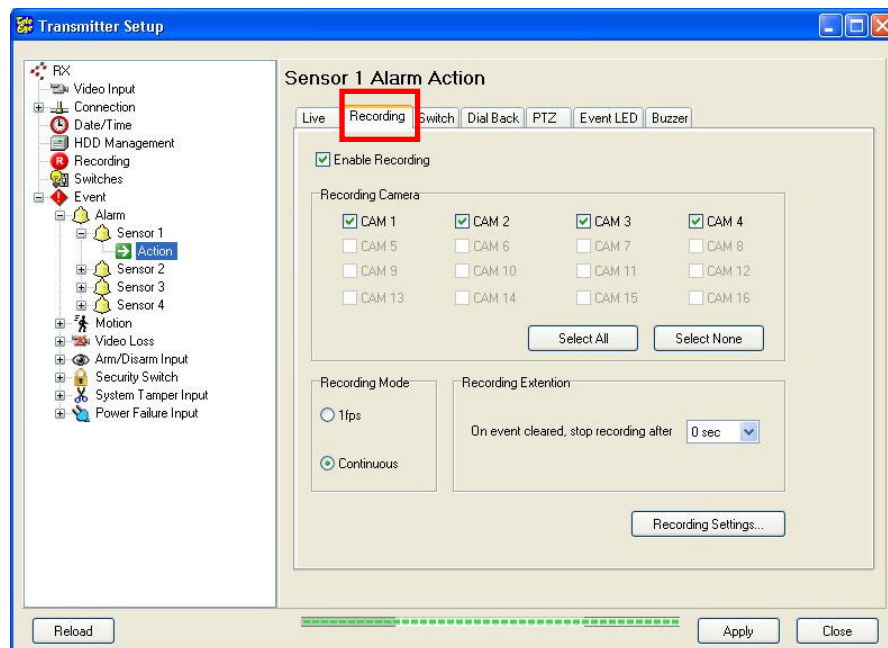 Tele Eye Transmitter Setup
RX
Video Input
Connection
Date/Time
HDD Management
R Recording
Switches
Event
Alarm
Sensor 1
Action
Sensor 2
Sensor 3
Sensor 4
Motion
Video Loss
Arm/Disarm Input
Security Switch
System Tamper Input
Power Failure Input
Sensor 1 Alarm Action
Live Recording Switch Dial Back PTZ Event LED Buzzer
Enable Recording
Recording Camera
CAM 1 CAM 2 CAM 3 CAM 4
CAM 5 CAM 6 CAM 7 CAM 8
CAM 9 CAM 10 CAM 11 CAM 12
CAM 13 CAM 14 CAM 15 CAM 16
Select All Select None
Recording Mode
1fps
Continuous
Recording Extention
On event cleared, stop recording after 0 sec
Recording Settings...
Reload Apply Close